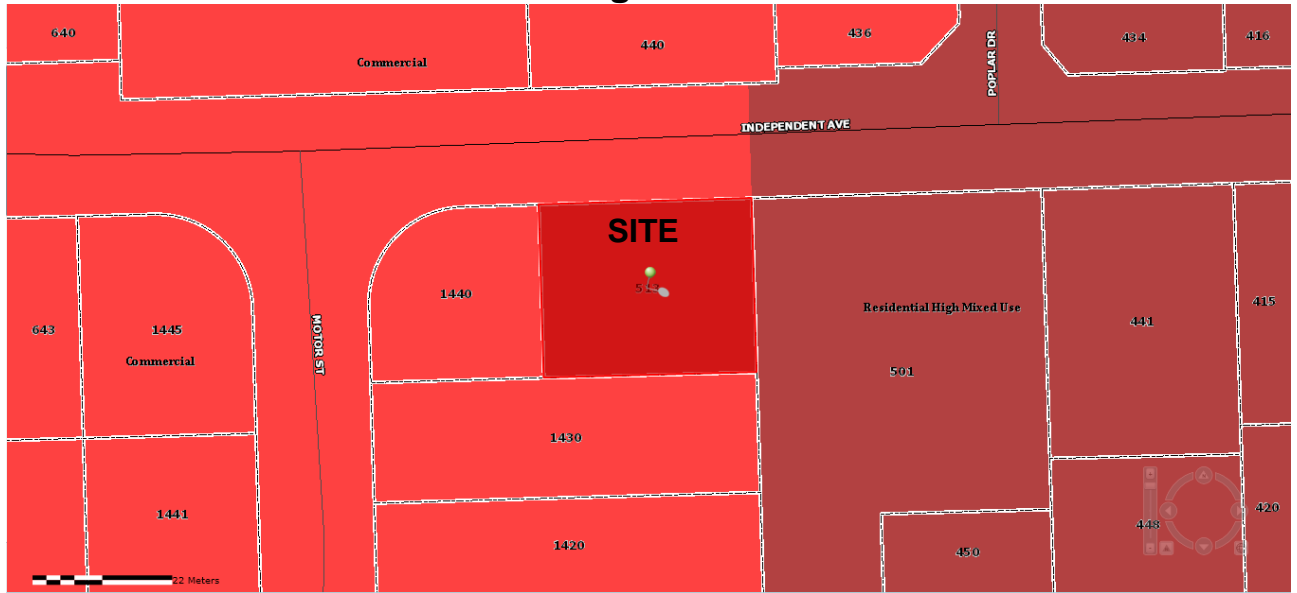 640
Commercial
440
436
POPLAR DR
434
416
INDEPENDENT AVE
SITE
1440
643
1445
Commercial
MOTOR ST
Residential High Mixed Use
501
441
415
1430
1441
1420
450
448
420
22 Meters